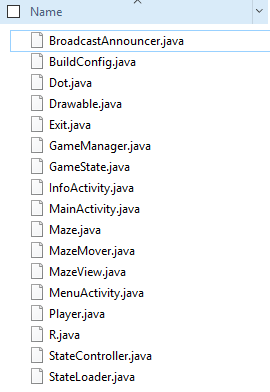 Name
BroadcastAnnouncer.java
BuildConfig.java
Dot.java
Drawable.java
Exit.java
GameManager.java
GameState.java
InfoActivity.java
MainActivity.java
Maze.java
MazeMover.java
MazeView.java
MenuActivity.java
Player.java
R.java
StateController.java
StateLoader.java